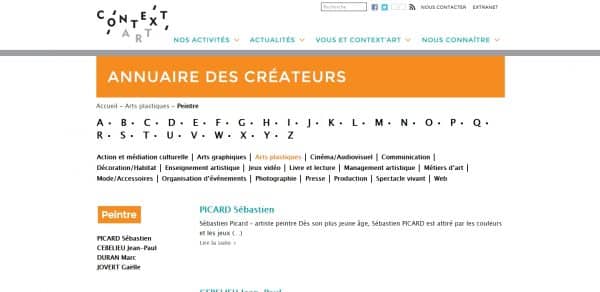 CONTEXT
ART
Recherche
NOUS CONTACTER EXTRANET
NOS ACTIVITÉS ACTUALITÉS VOUS ET CONTEXT'ART NOUS CONNAÎTRE
ANNUAIRE DES CRÉATEURS
Accueil – Arts plastiques – Peintre
A • B • C • D • E • F • G • H • I • J • K • L • M • N • O • P • Q •
R • S • T • U • V • W • X • Y • Z
Action et médiation culturelle | Arts graphiques | Arts plastiques | Cinéma/Audiovisuel | Communication |
Décoration/Habitat | Enseignement artistique | Jeux vidéo | Livre et lecture | Management artistique | Métiers d'art |
Mode/Accessoires | Organisation d'événements | Photographie | Presse | Production | Spectacle vivant | Web
Peintre
PICARD Sébastien
CEBELIEU Jean-Paul
DURAN Marc
JOVERT Gaëlle
PICARD Sébastien
Sébastien Picard – artiste peintre Dès son plus jeune âge, Sébastien PICARD est attiré par les couleurs
et les jeux (...)
Lire la suite >
CEBELIEU Jean-Paul